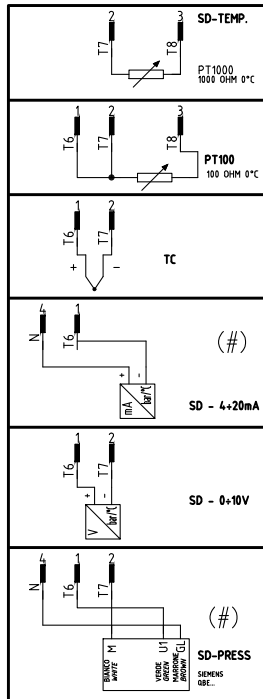 2 3 SD-TEMP.
T7 T8
PT1000
1000 OHM 0°C
1 2 3
T6 T7 T8
PT100
100 OHM 0°C
1 2
T6 T7
+ -
TC
4 1
N T6
(#)
+ -
mA bar/°C
SD - 4÷20mA
1 2
T6 T7
+ -
V bar/°C
SD - 0÷10V
4 1 2
N T6 T7
(#)
M U1 GL
BIANCO VERDE MARRONE
WHITE GREEN BROWN
SD-PRESS
SIEMENS
QBE...